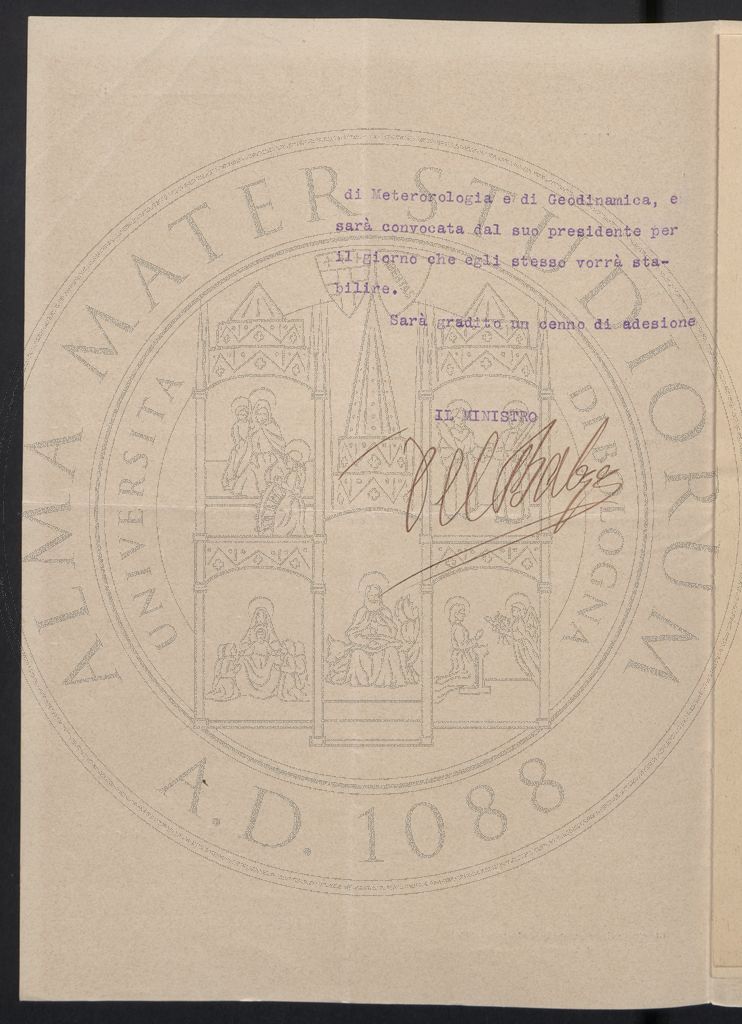 di Meterorologia e di Geodinamica, e
sarà convocata dal suo presidente per
il giorno che egli stesso vorrà sta-
bilire.
Sarà gradito un cenno di adesione
IL MINISTRO
ALMA MATER STUDIORUM
UNIVERSITA DI BOLOGNA
A.D. 1088